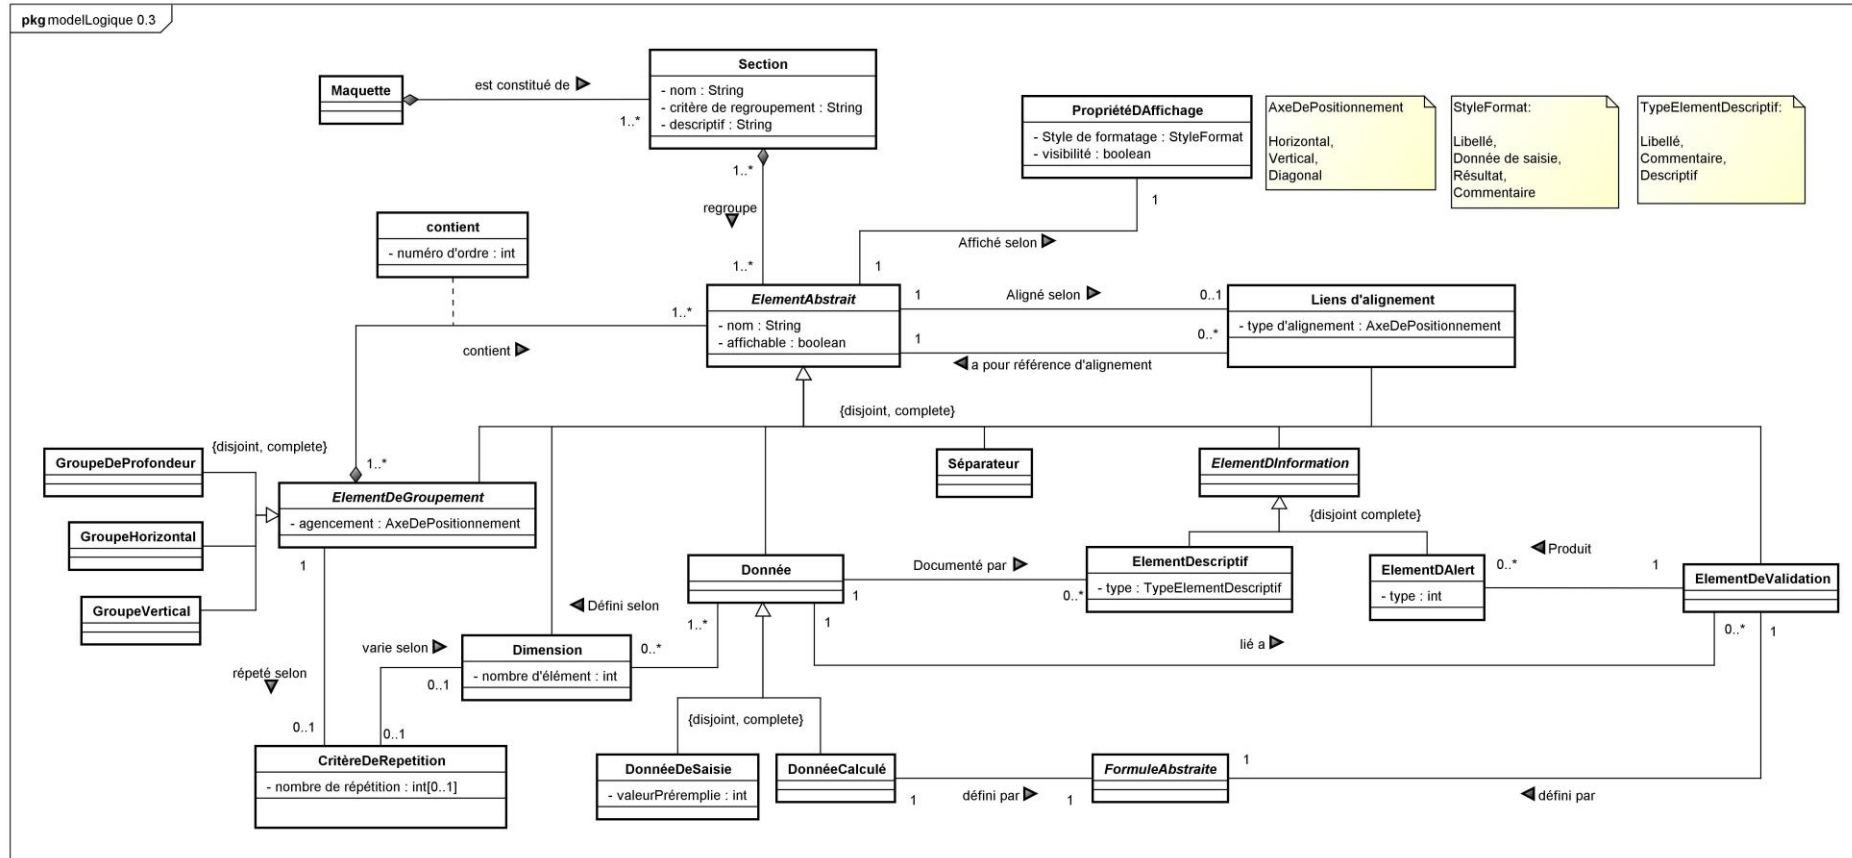 pkg modelLogique 0.3
Section
- nom : String
- critère de regroupement : String
- descriptif : String
Maquette
est constitué de
1..*
1..*
regroupe
1..*
PropriétéDAffichage
- Style de formatage : StyleFormat
- visibilité : boolean
1
Affiché selon
1
AxeDePositionnement
Horizontal,
Vertical,
Diagonal
StyleFormat:
Libellé,
Donnée de saisie,
Résultat,
Commentaire
TypeElementDescriptif:
Libellé,
Commentaire,
Descriptif
contient
- numéro d'ordre : int
1..*
contient
1..*
ElementAbstrait
- nom : String
- affichable : boolean
1
Aligné selon
0..1
1
0..*
a pour référence d'alignement
Liens d'alignement
- type d'alignement : AxeDePositionnement
{disjoint, complete}
{disjoint, complete}
GroupeDeProfondeur
GroupeHorizontal
GroupeVertical
ElementDeGroupement
- agencement : AxeDePositionnement
1
répeté selon
0..1
Séparateur
ElementDInformation
{disjoint complete}
Donnée
1
Documenté par
0..*
ElementDescriptif
- type : TypeElementDescriptif
ElementDAlert
- type : int
0..*
Produit
1
ElementDeValidation
Défini selon
1..*
0..*
1
lié a
0..*
1
varie selon
0..1
0..1
Dimension
- nombre d'élément : int
CritèreDeRepetition
- nombre de répétition : int[0..1]
{disjoint, complete}
DonnéeDeSaisie
- valeurPréremplie : int
DonnéeCalculé
1
défini par
1
FormuleAbstraite
1
défini par